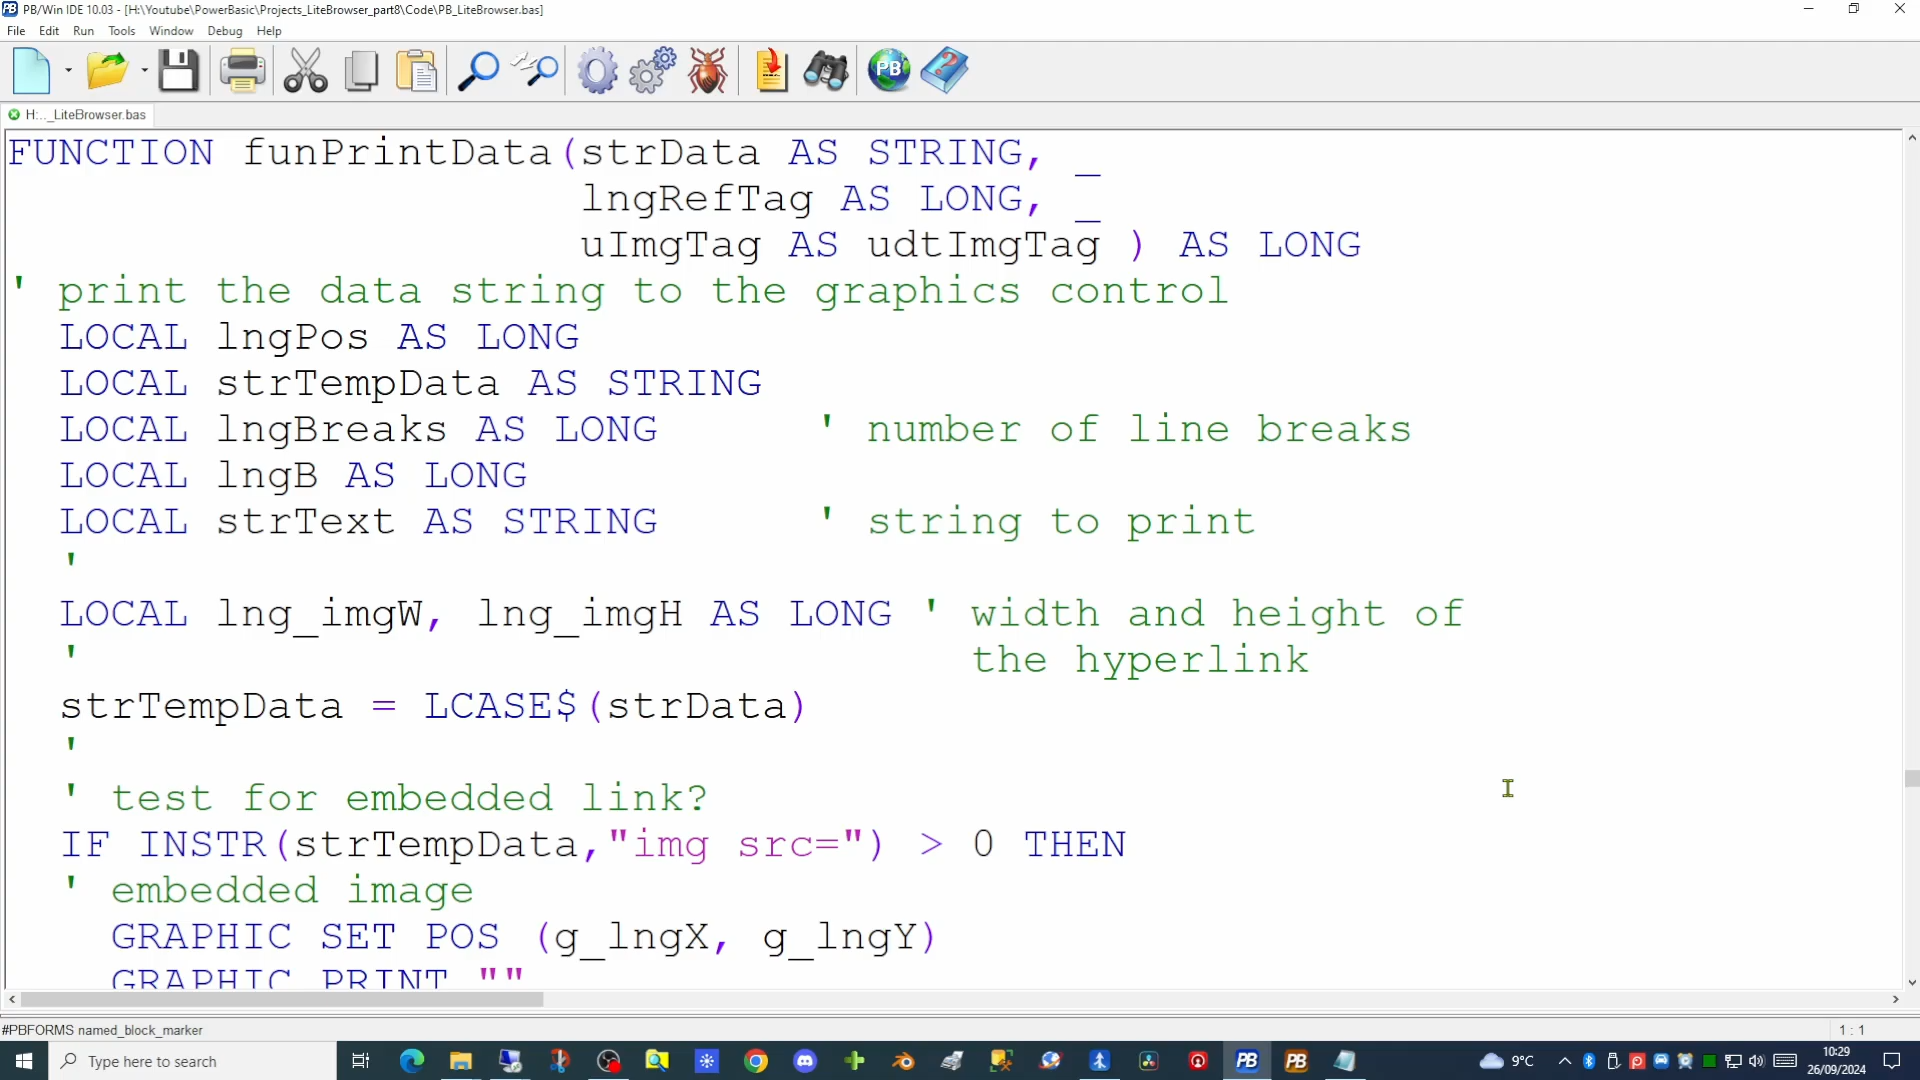 PB/Win IDE 10.03 - [H:\Youtube\PowerBasic\Projects_LiteBrowser_part8\Code\PB_LiteBrowser.bas]
File Edit Run Tools Window Debug Help
H:.._LiteBrowser.bas
FUNCTION funPrintData(strData AS STRING, _
lngRefTag AS LONG, _
uImgTag AS udtImgTag ) AS LONG
' print the data string to the graphics control
LOCAL lngPos AS LONG
LOCAL strTempData AS STRING
LOCAL lngBreaks AS LONG ' number of line breaks
LOCAL lngB AS LONG
LOCAL strText AS STRING ' string to print
'
LOCAL lng_imgW, lng_imgH AS LONG ' width and height of
' the hyperlink
strTempData = LCASE$(strData)
'
' test for embedded link?
IF INSTR(strTempData,"img src=") > 0 THEN
' embedded image
GRAPHIC SET POS (g_lngX, g_lngY)
GRAPHIC PRINT ""
#PBFORMS named_block_marker
1 : 1
Type here to search
9°C
10:29
26/09/2024